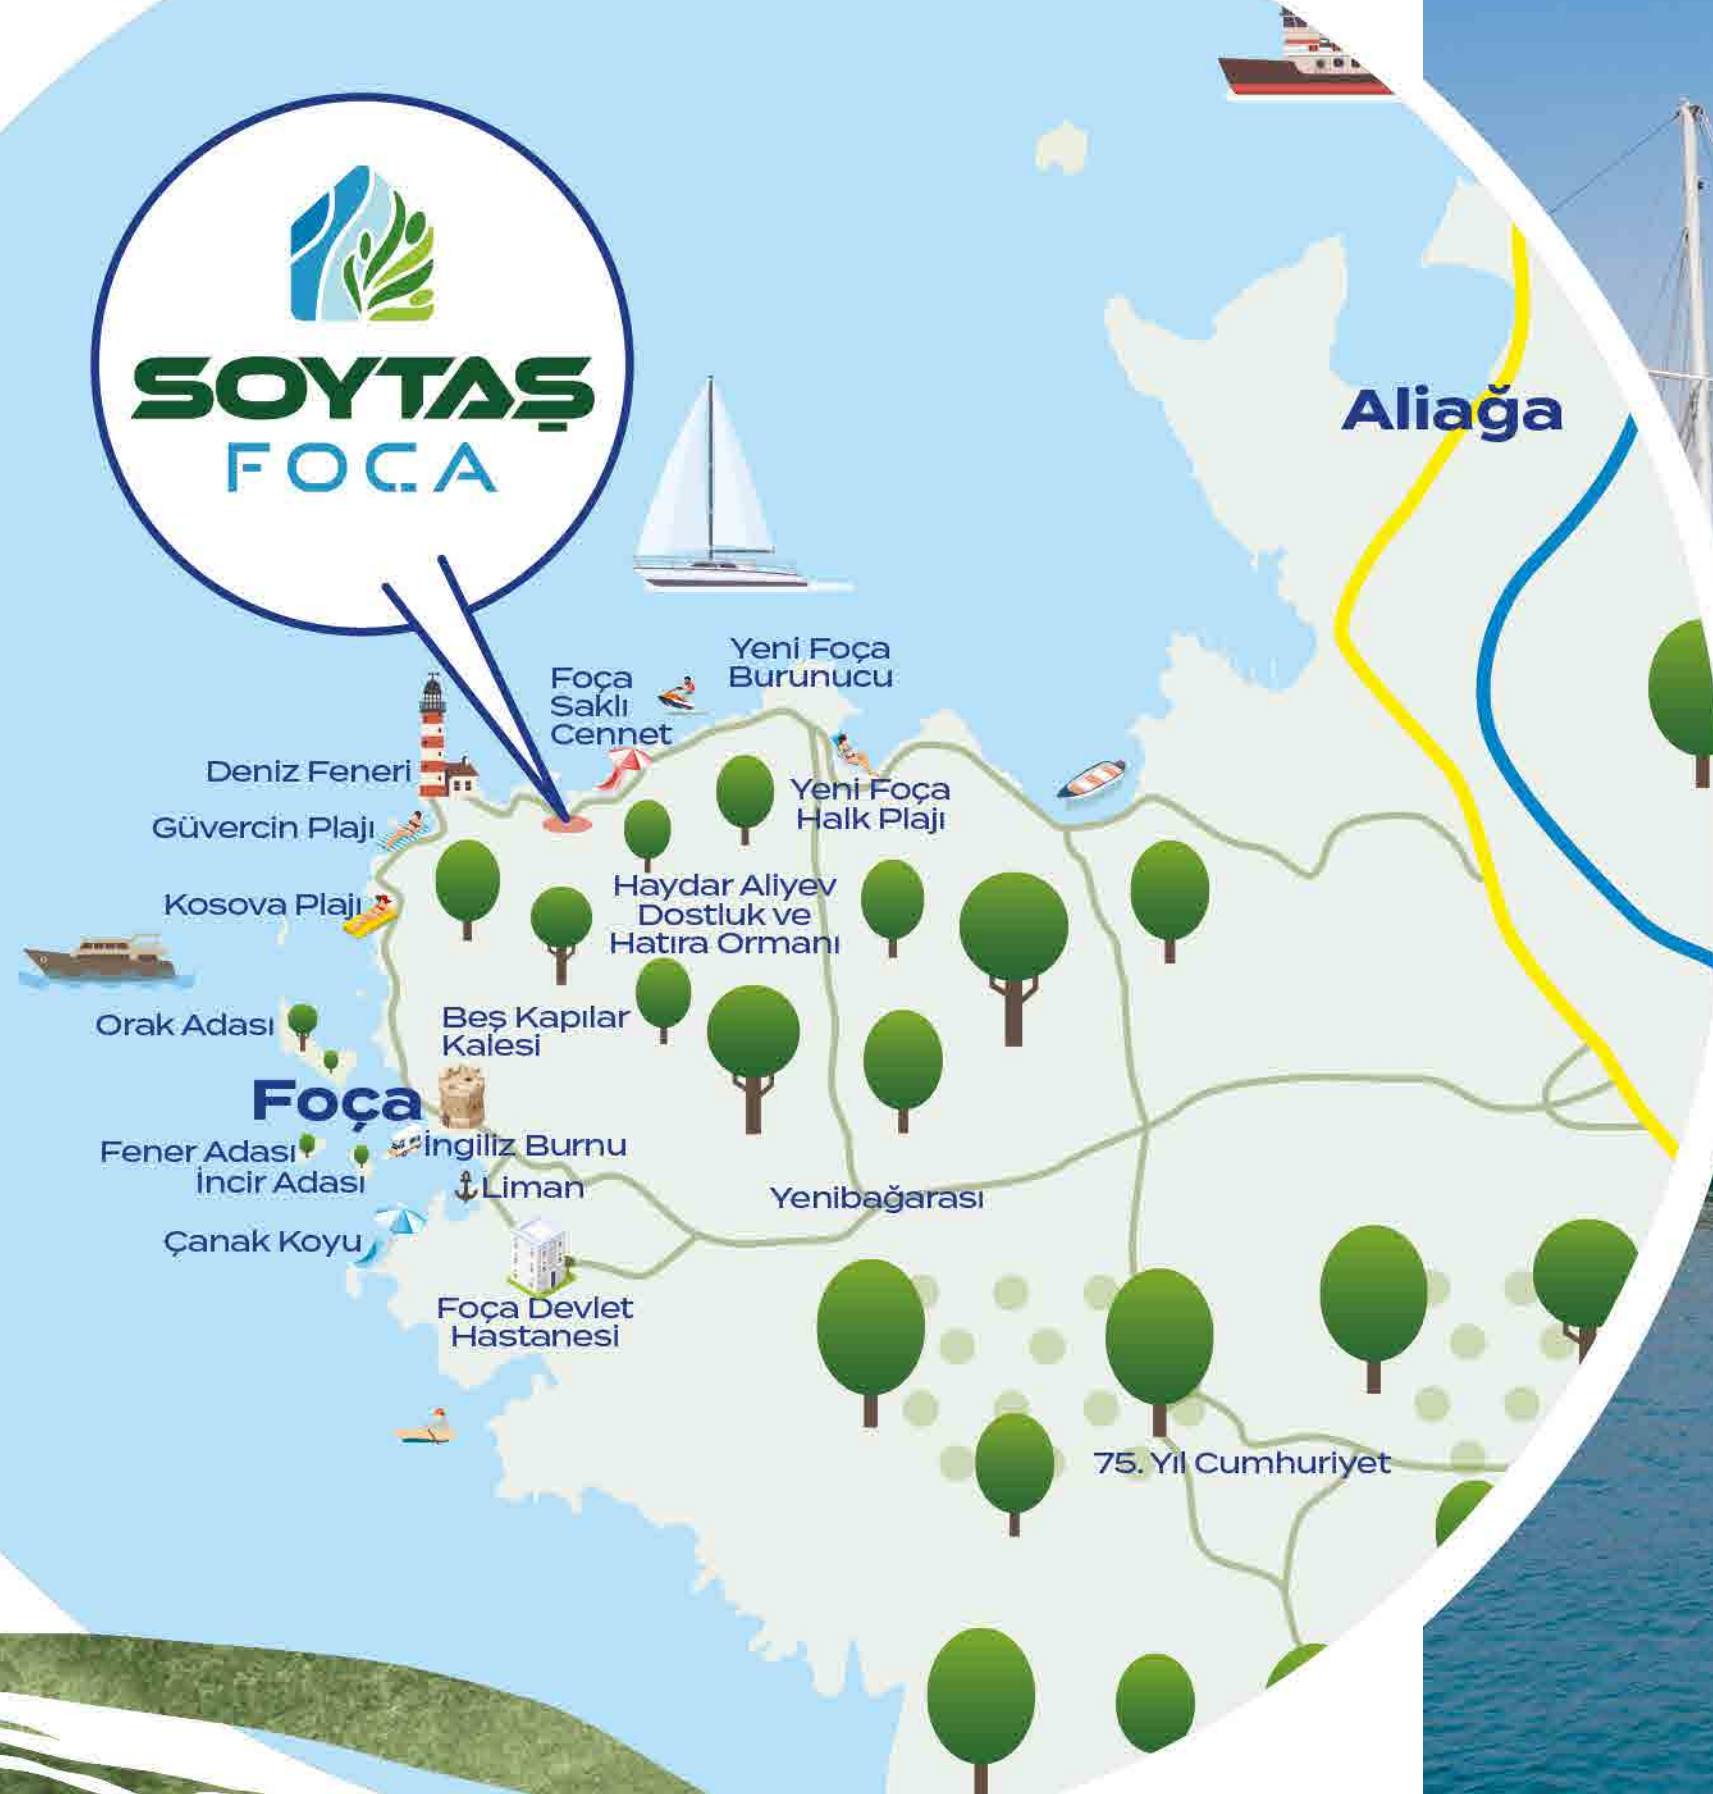 SOYTAŞ
FOÇA
Aliağa
Yeni Foça
Burunucu
Foça
Saklı
Cennet
Deniz Feneri
Yeni Foça
Halk Plajı
Güvercin Plajı
Haydar Aliyev
Dostluk ve
Hatıra Ormanı
Kosova Plajı
Orak Adası
Beş Kapılar
Kalesi
Foça
Fener Adası
İngiliz Burnu
İncir Adası
Liman
Yenibağarası
Çanak Koyu
Foça Devlet
Hastanesi
75. Yıl Cumhuriyet